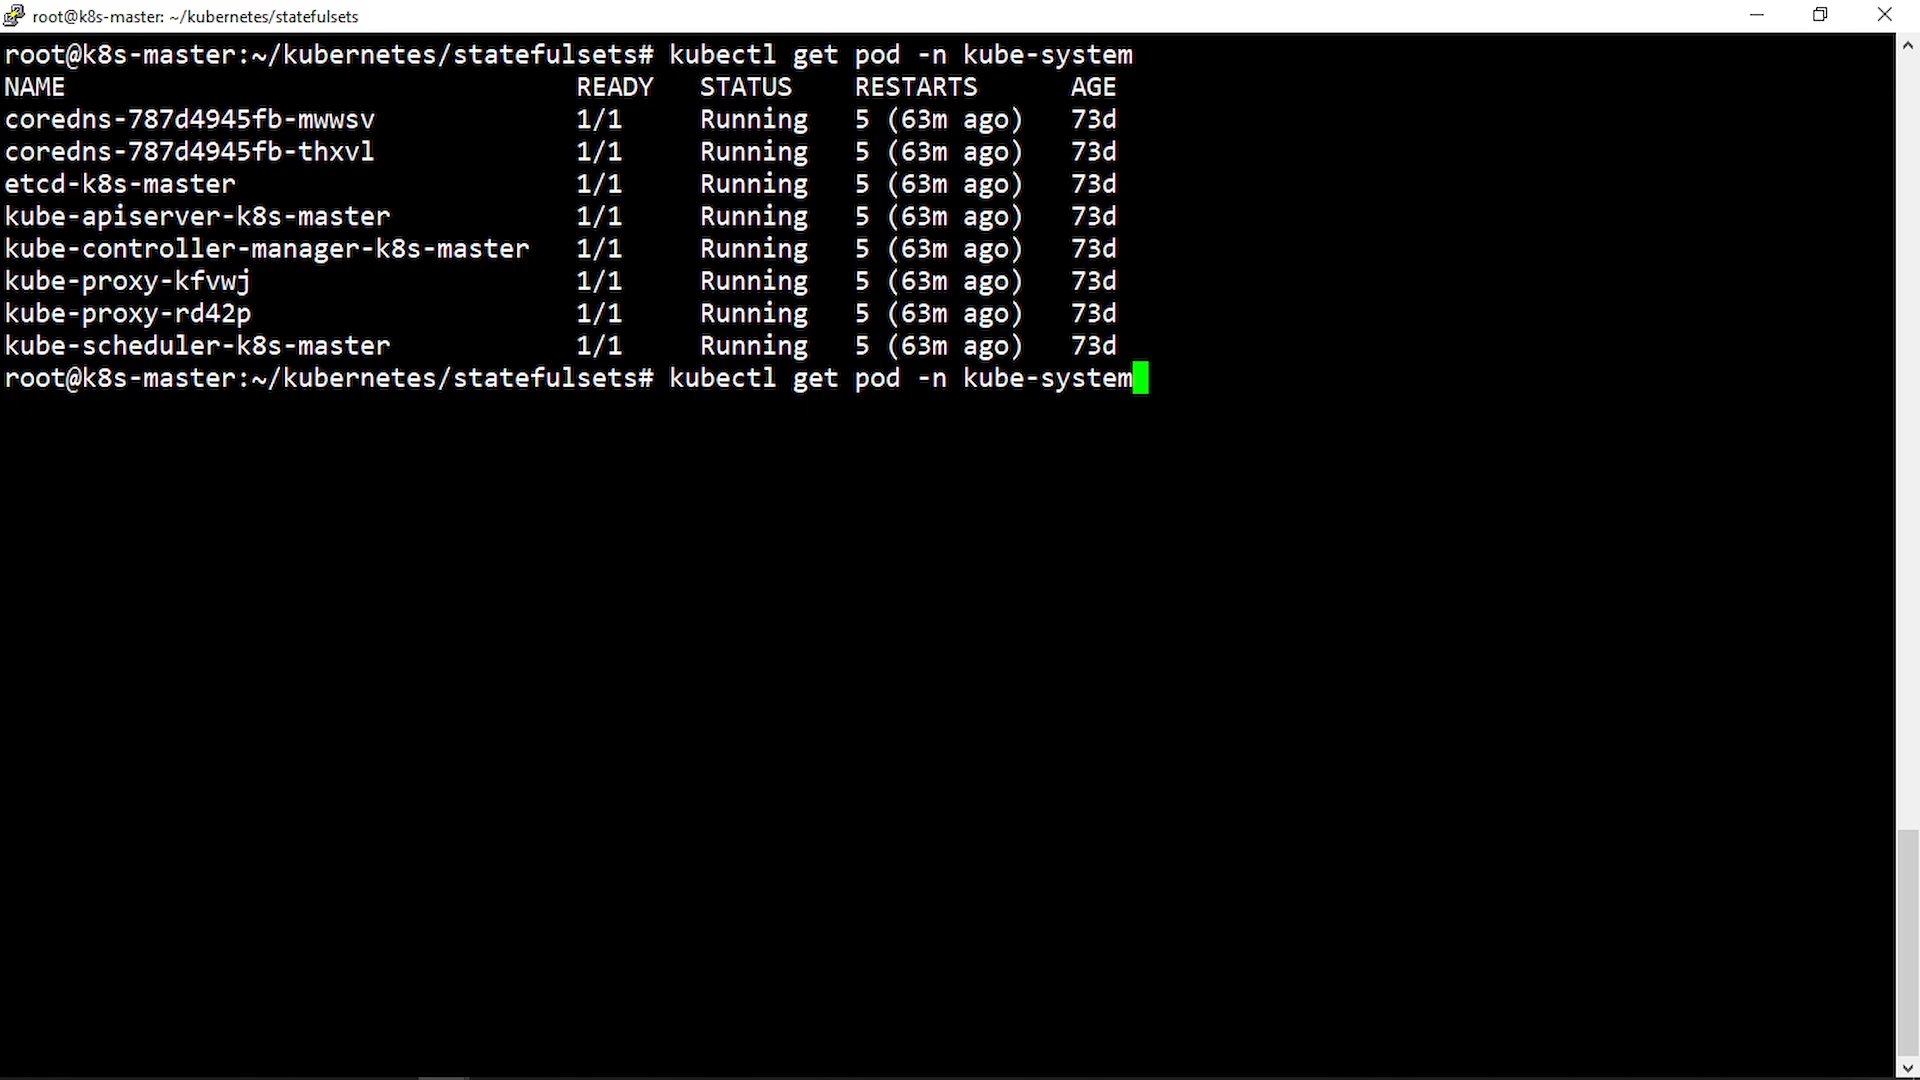 root@k8s-master: ~/kubernetes/statefulsets
root@k8s-master:~/kubernetes/statefulsets# kubectl get pod -n kube-system
NAME READY STATUS RESTARTS AGE
coredns-787d4945fb-mwwsv 1/1 Running 5 (63m ago) 73d
coredns-787d4945fb-thxvl 1/1 Running 5 (63m ago) 73d
etcd-k8s-master 1/1 Running 5 (63m ago) 73d
kube-apiserver-k8s-master 1/1 Running 5 (63m ago) 73d
kube-controller-manager-k8s-master 1/1 Running 5 (63m ago) 73d
kube-proxy-kfvwj 1/1 Running 5 (63m ago) 73d
kube-proxy-rd42p 1/1 Running 5 (63m ago) 73d
kube-scheduler-k8s-master 1/1 Running 5 (63m ago) 73d
root@k8s-master:~/kubernetes/statefulsets# kubectl get pod -n kube-system